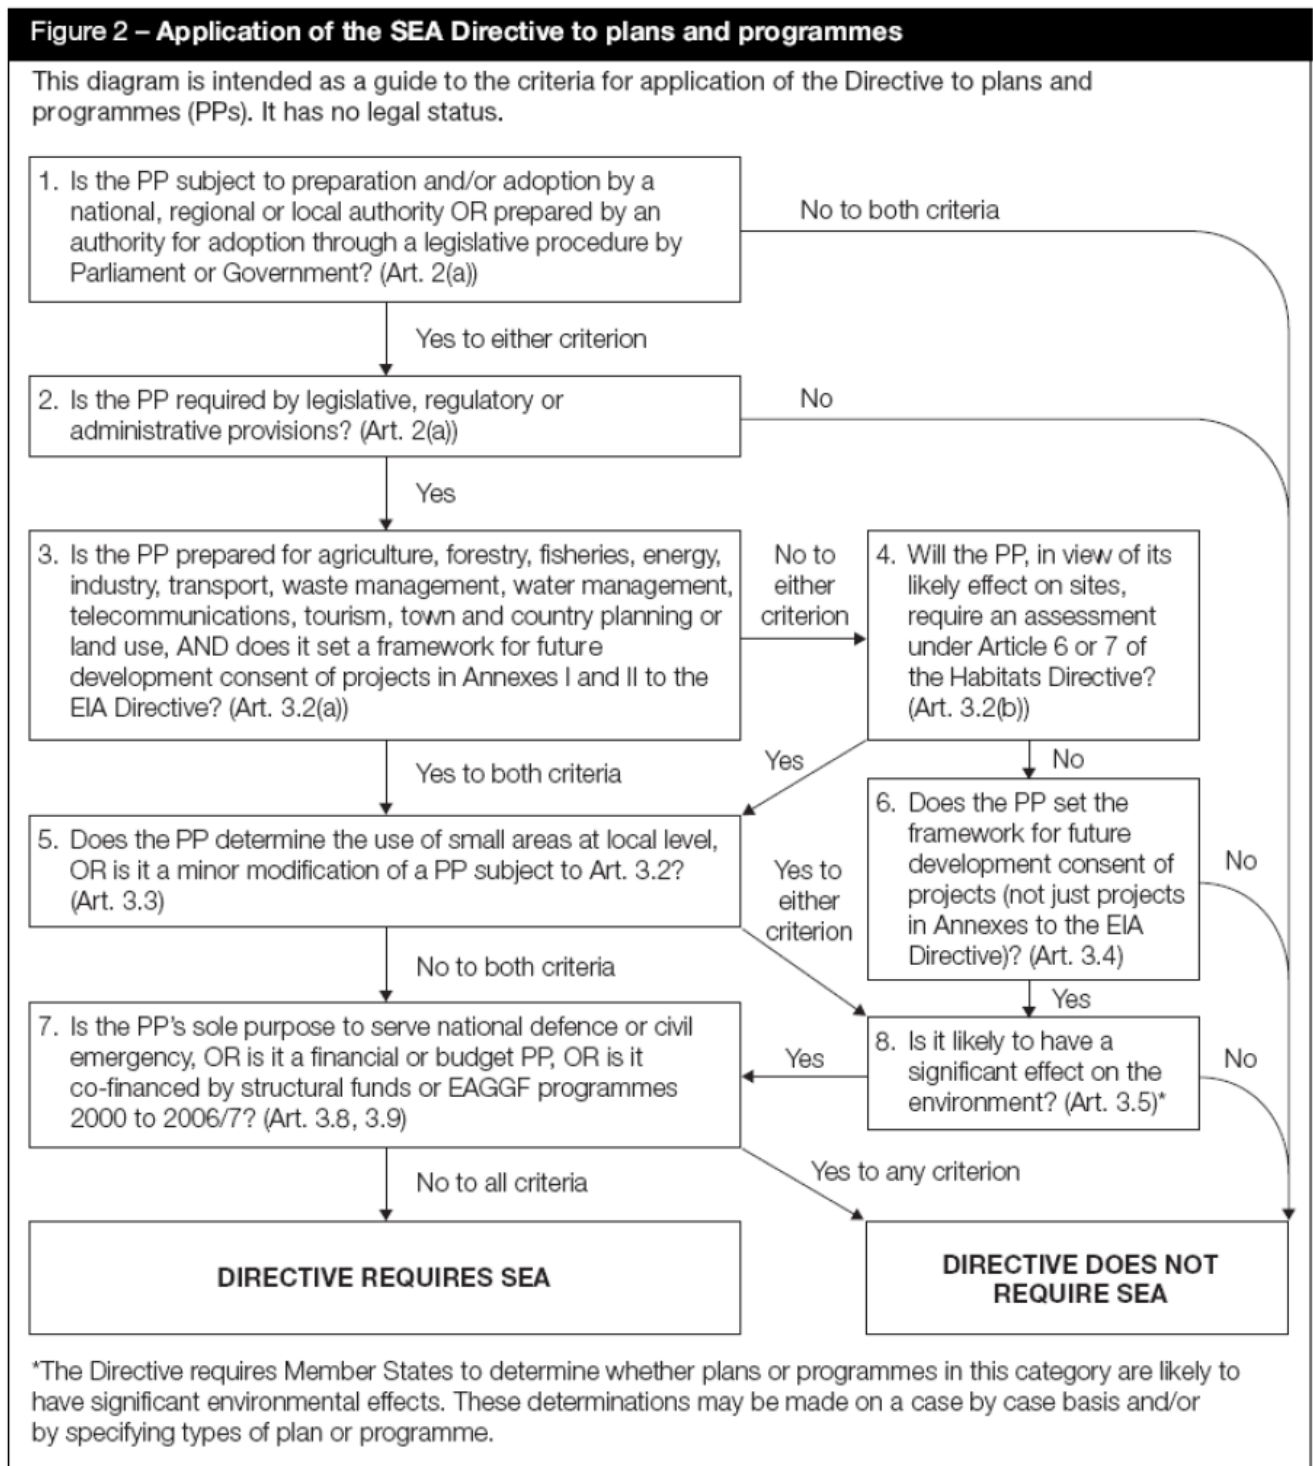 Figure 2 – Application of the SEA Directive to plans and programmes
This diagram is intended as a guide to the criteria for application of the Directive to plans and
programmes (PPs). It has no legal status.
1. Is the PP subject to preparation and/or adoption by a
national, regional or local authority OR prepared by an
authority for adoption through a legislative procedure by
Parliament or Government? (Art. 2(a))
No to both criteria
Yes to either criterion
2. Is the PP required by legislative, regulatory or
administrative provisions? (Art. 2(a))
No
Yes
3. Is the PP prepared for agriculture, forestry, fisheries, energy,
industry, transport, waste management, water management,
telecommunications, tourism, town and country planning or
land use, AND does it set a framework for future
development consent of projects in Annexes I and II to the
EIA Directive? (Art. 3.2(a))
No to
either
criterion
4. Will the PP, in view of its
likely effect on sites,
require an assessment
under Article 6 or 7 of
the Habitats Directive?
(Art. 3.2(b))
Yes to both criteria
Yes
No
5. Does the PP determine the use of small areas at local level,
OR is it a minor modification of a PP subject to Art. 3.2?
(Art. 3.3)
Yes to
either
criterion
6. Does the PP set the
framework for future
development consent of
projects (not just projects
in Annexes to the EIA
Directive)? (Art. 3.4)
No
No to both criteria
Yes
7. Is the PP's sole purpose to serve national defence or civil
emergency, OR is it a financial or budget PP, OR is it
co-financed by structural funds or EAGGF programmes
2000 to 2006/7? (Art. 3.8, 3.9)
Yes
8. Is it likely to have a
significant effect on the
environment? (Art. 3.5)*
No
No to all criteria
Yes to any criterion
DIRECTIVE REQUIRES SEA
DIRECTIVE DOES NOT
REQUIRE SEA
*The Directive requires Member States to determine whether plans or programmes in this category are likely to
have significant environmental effects. These determinations may be made on a case by case basis and/or
by specifying types of plan or programme.